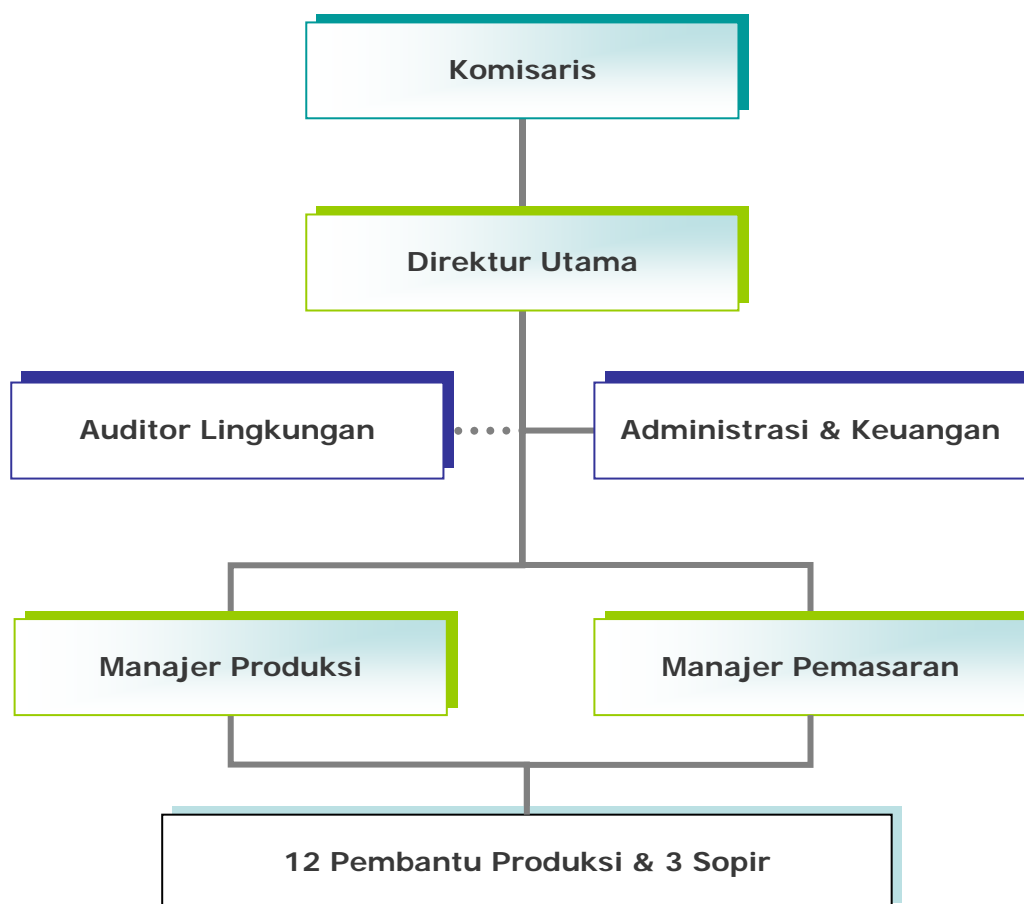 Komisaris
Direktur Utama
Auditor Lingkungan
Administrasi & Keuangan
Manajer Produksi
Manajer Pemasaran
12 Pembantu Produksi & 3 Sopir